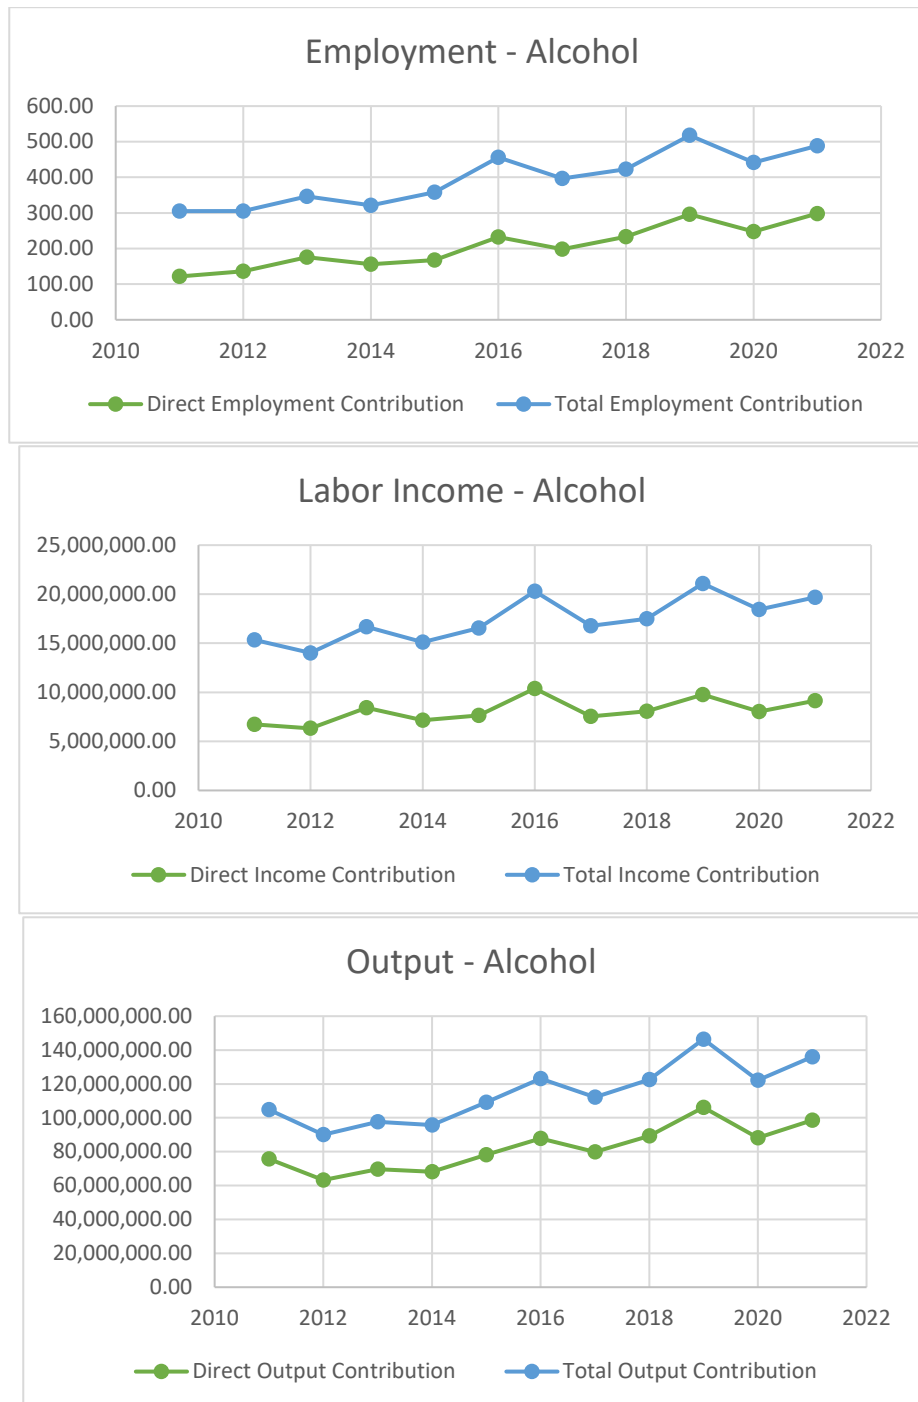 Employment - Alcohol
600.00
500.00
400.00
300.00
200.00
100.00
0.00
2010 2012 2014 2016 2018 2020 2022
Direct Employment Contribution Total Employment Contribution
Labor Income - Alcohol
25,000,000.00
20,000,000.00
15,000,000.00
10,000,000.00
5,000,000.00
0.00
2010 2012 2014 2016 2018 2020 2022
Direct Income Contribution Total Income Contribution
Output - Alcohol
160,000,000.00
140,000,000.00
120,000,000.00
100,000,000.00
80,000,000.00
60,000,000.00
40,000,000.00
20,000,000.00
0.00
2010 2012 2014 2016 2018 2020 2022
Direct Output Contribution Total Output Contribution